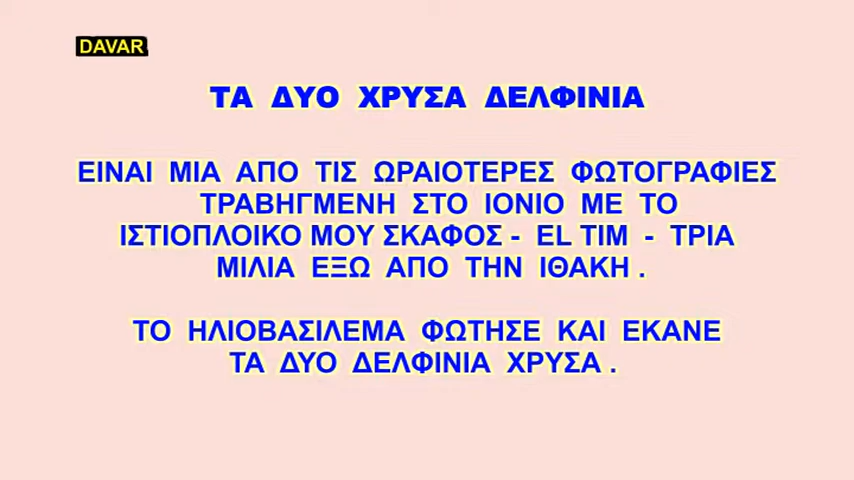 DAVAR
ΤΑ ΔΥΟ ΧΡΥΣΑ ΔΕΛΦΙΝΙΑ
ΕΙΝΑΙ ΜΙΑ ΑΠΟ ΤΙΣ ΩΡΑΙΟΤΕΡΕΣ ΦΩΤΟΓΡΑΦΙΕΣ
ΤΡΑΒΗΓΜΕΝΗ ΣΤΟ ΙΟΝΙΟ ΜΕ ΤΟ
ΙΣΤΙΟΠΛΟΙΚΟ ΜΟΥ ΣΚΑΦΟΣ - EL TIM - ΤΡΙΑ
ΜΙΛΙΑ ΕΞΩ ΑΠΟ ΤΗΝ ΙΘΑΚΗ .
ΤΟ ΗΛΙΟΒΑΣΙΛΕΜΑ ΦΩΤΗΣΕ ΚΑΙ ΕΚΑΝΕ
ΤΑ ΔΥΟ ΔΕΛΦΙΝΙΑ ΧΡΥΣΑ .